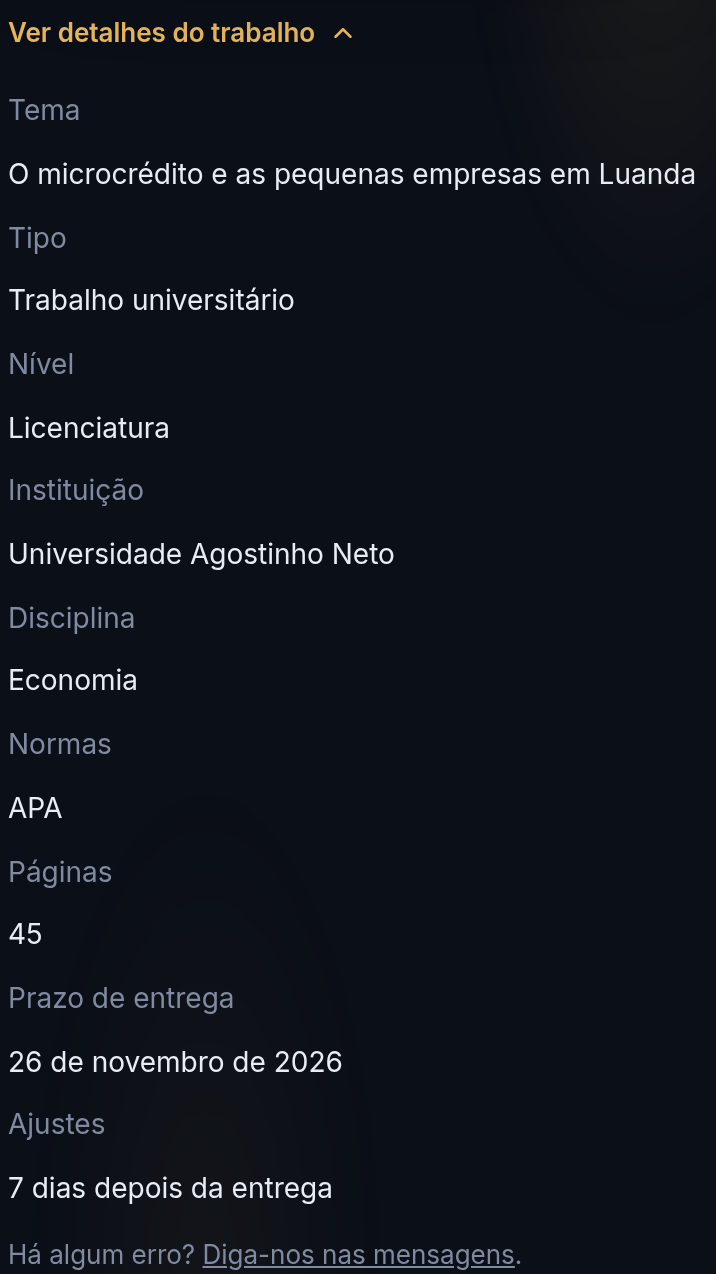 Ver detalhes do trabalho
Tema
O microcrédito e as pequenas empresas em Luanda
Tipo
Trabalho universitário
Nível
Licenciatura
Instituição
Universidade Agostinho Neto
Disciplina
Economia
Normas
APA
Páginas
45
Prazo de entrega
26 de novembro de 2026
Ajustes
7 dias depois da entrega
Há algum erro? Diga-nos nas mensagens.